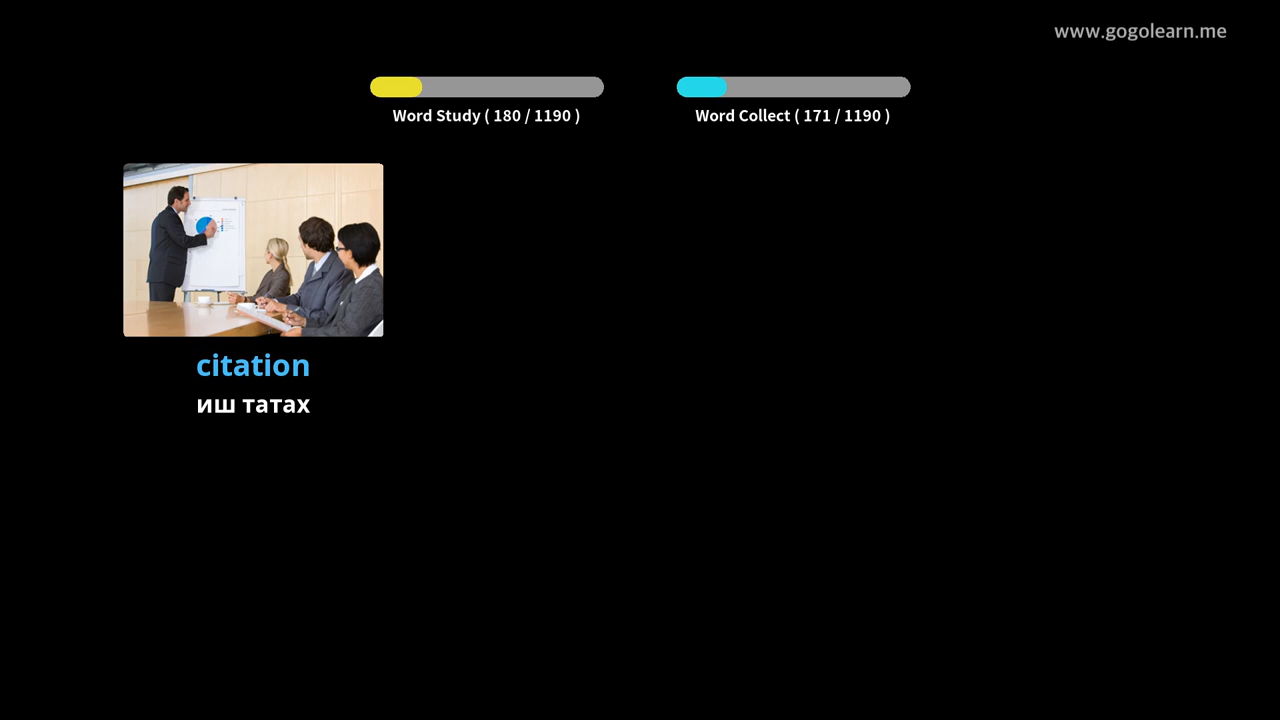 www.gogolearn.me
Word Study ( 180 / 1190 )
Word Collect ( 171 / 1190 )
citation
иш татах